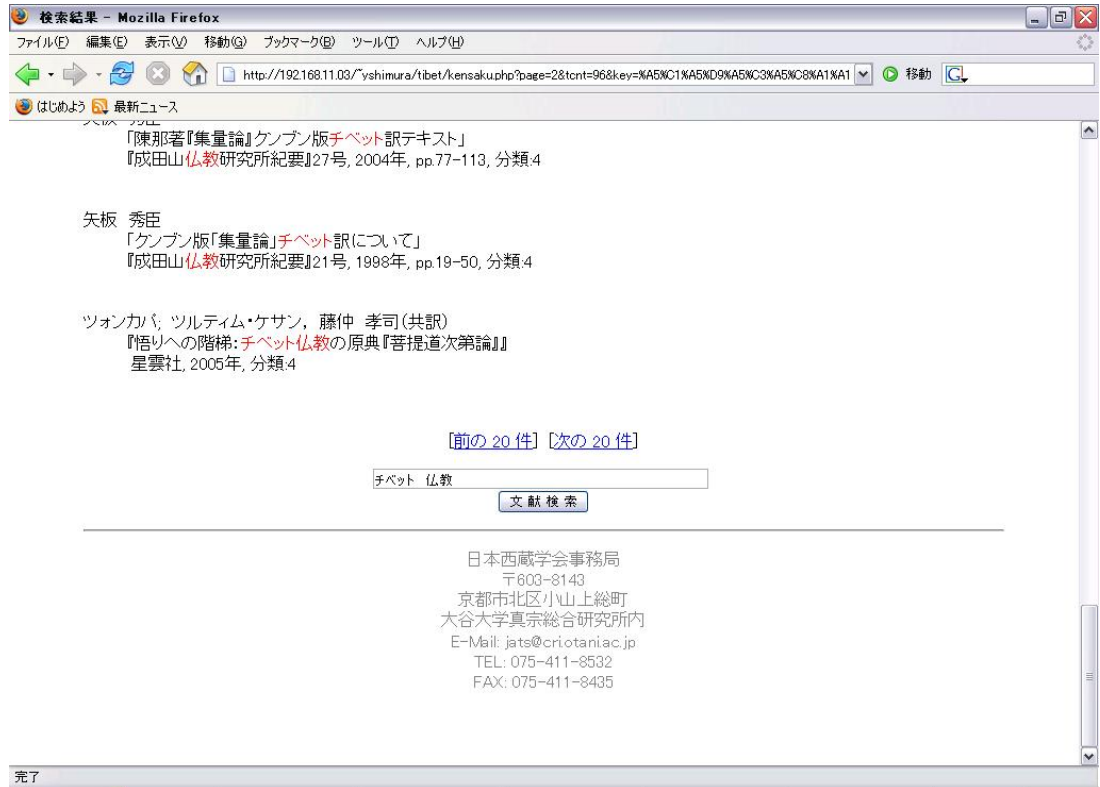 検索結果 - Mozilla Firefox
ファイル(F) 編集(E) 表示(V) 移動(G) ブックマーク(B) ツール(T) ヘルプ(H)
http://192.168.11.03/~yshimura/tibet/kensaku.php?page=2&tcnt=96&key=%A5%C1%A5%D9%A5%C3%A5%C8%A1%A1 移動
はじめよう 最新ニュース
「陳那著『集量論』クンブン版チベット訳テキスト」
『成田山仏教研究所紀要』27号, 2004年, pp.77-113, 分類:4
矢板 秀臣
「クンブン版「集量論」チベット訳について」
『成田山仏教研究所紀要』21号, 1998年, pp.19-50, 分類:4
ツォンカパ; ツルティム・ケサン, 藤仲 孝司(共訳)
『悟りへの階梯:チベット仏教の原典『菩提道次第論』』
星雲社, 2005年, 分類:4
[前の 20 件] [次の 20 件]
チベット 仏教
文 献 検 索
日本西蔵学会事務局
〒603-8143
京都市北区小山上総町
大谷大学真宗総合研究所内
E-Mail: jats@cri.otani.ac.jp
TEL: 075-411-8532
FAX: 075-411-8435
完了